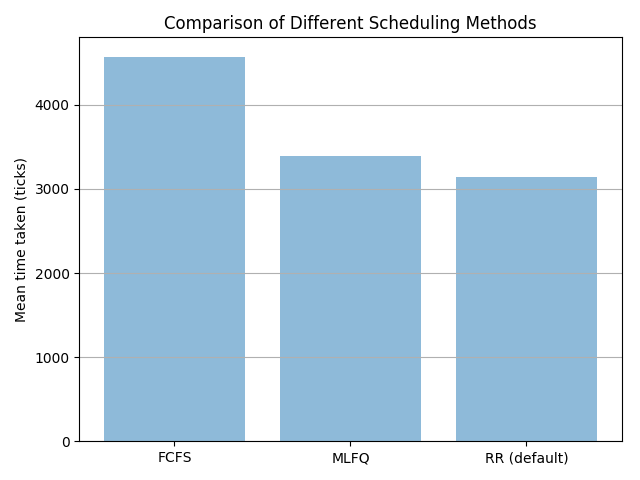 Comparison of Different Scheduling Methods
Mean time taken (ticks)
4000
3000
2000
1000
0
FCFS
MLFQ
RR (default)